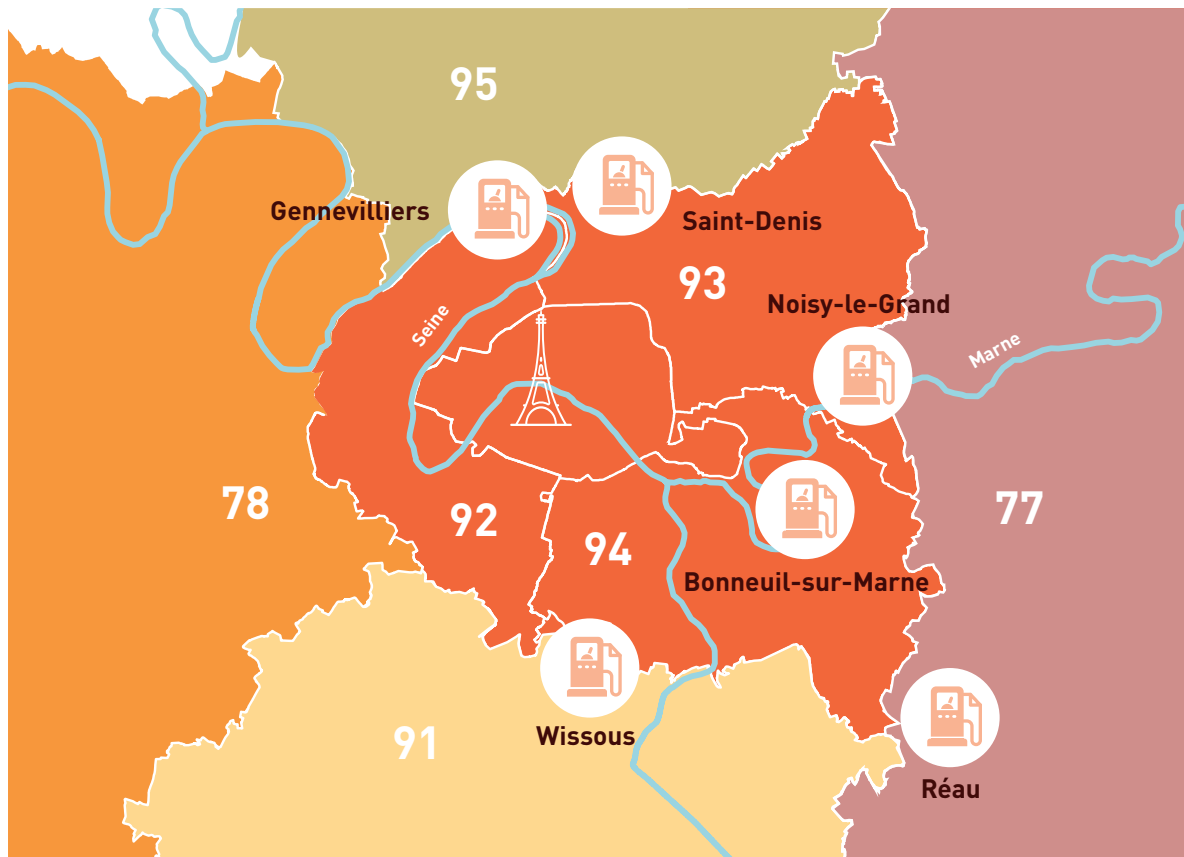 95
Gennevilliers
Saint-Denis
93
Noisy-le-Grand
Seine
Marne
78
92
94
77
Bonneuil-sur-Marne
91
Wissous
Réau